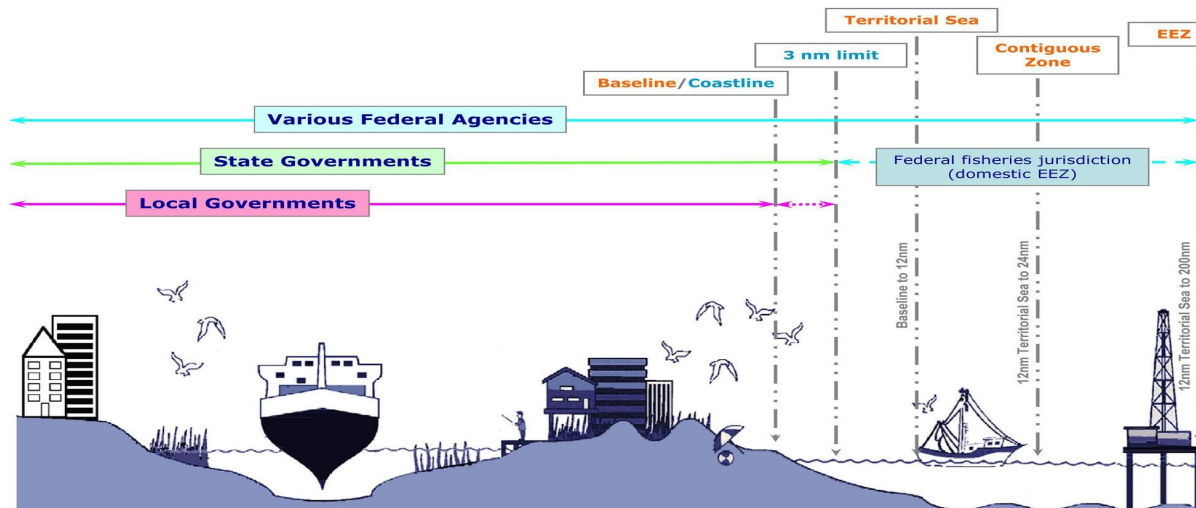 Territorial Sea
EEZ
3 nm limit
Contiguous
Zone
Baseline/Coastline
Various Federal Agencies
State Governments
Federal fisheries jurisdiction
(domestic EEZ)
Local Governments
Baseline to 12nm
12nm Territorial Sea to 24nm
12nm Territorial Sea to 200nm